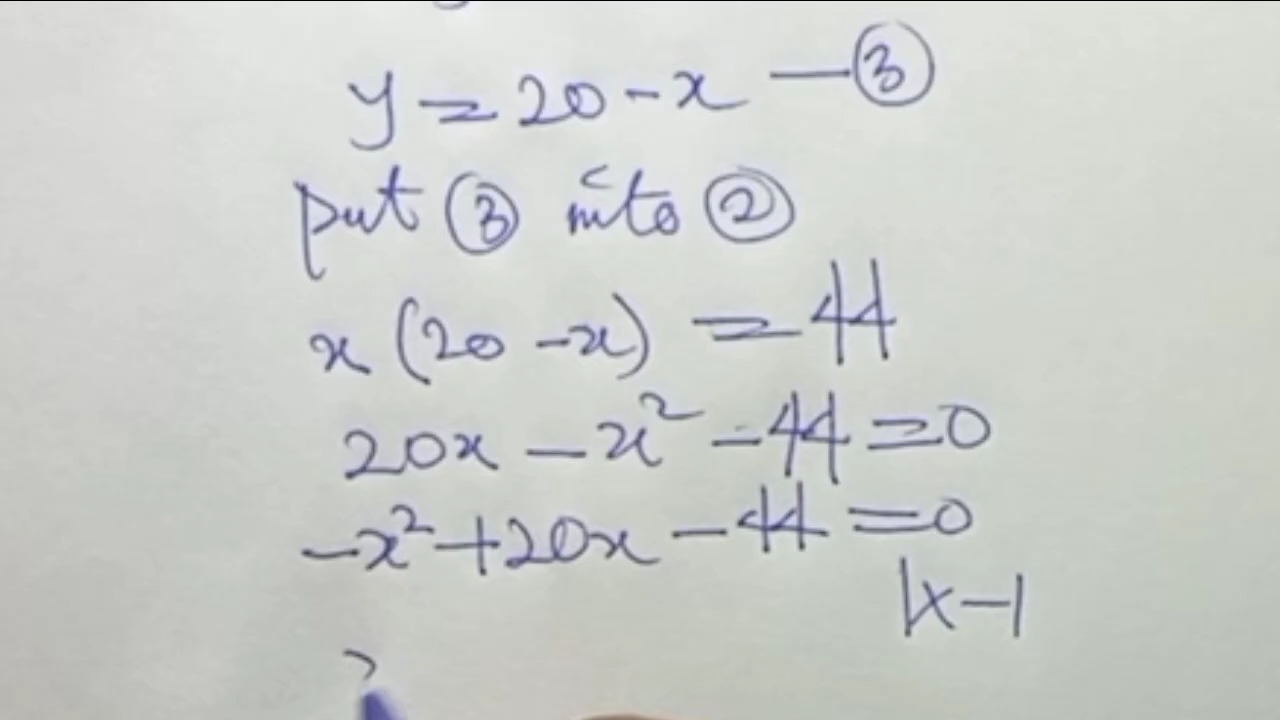 y = 20 - x — ③
put ③ into ②
x (20 - x) = 44
20x - x² - 44 = 0
-x² + 20x - 44 = 0
|x -1